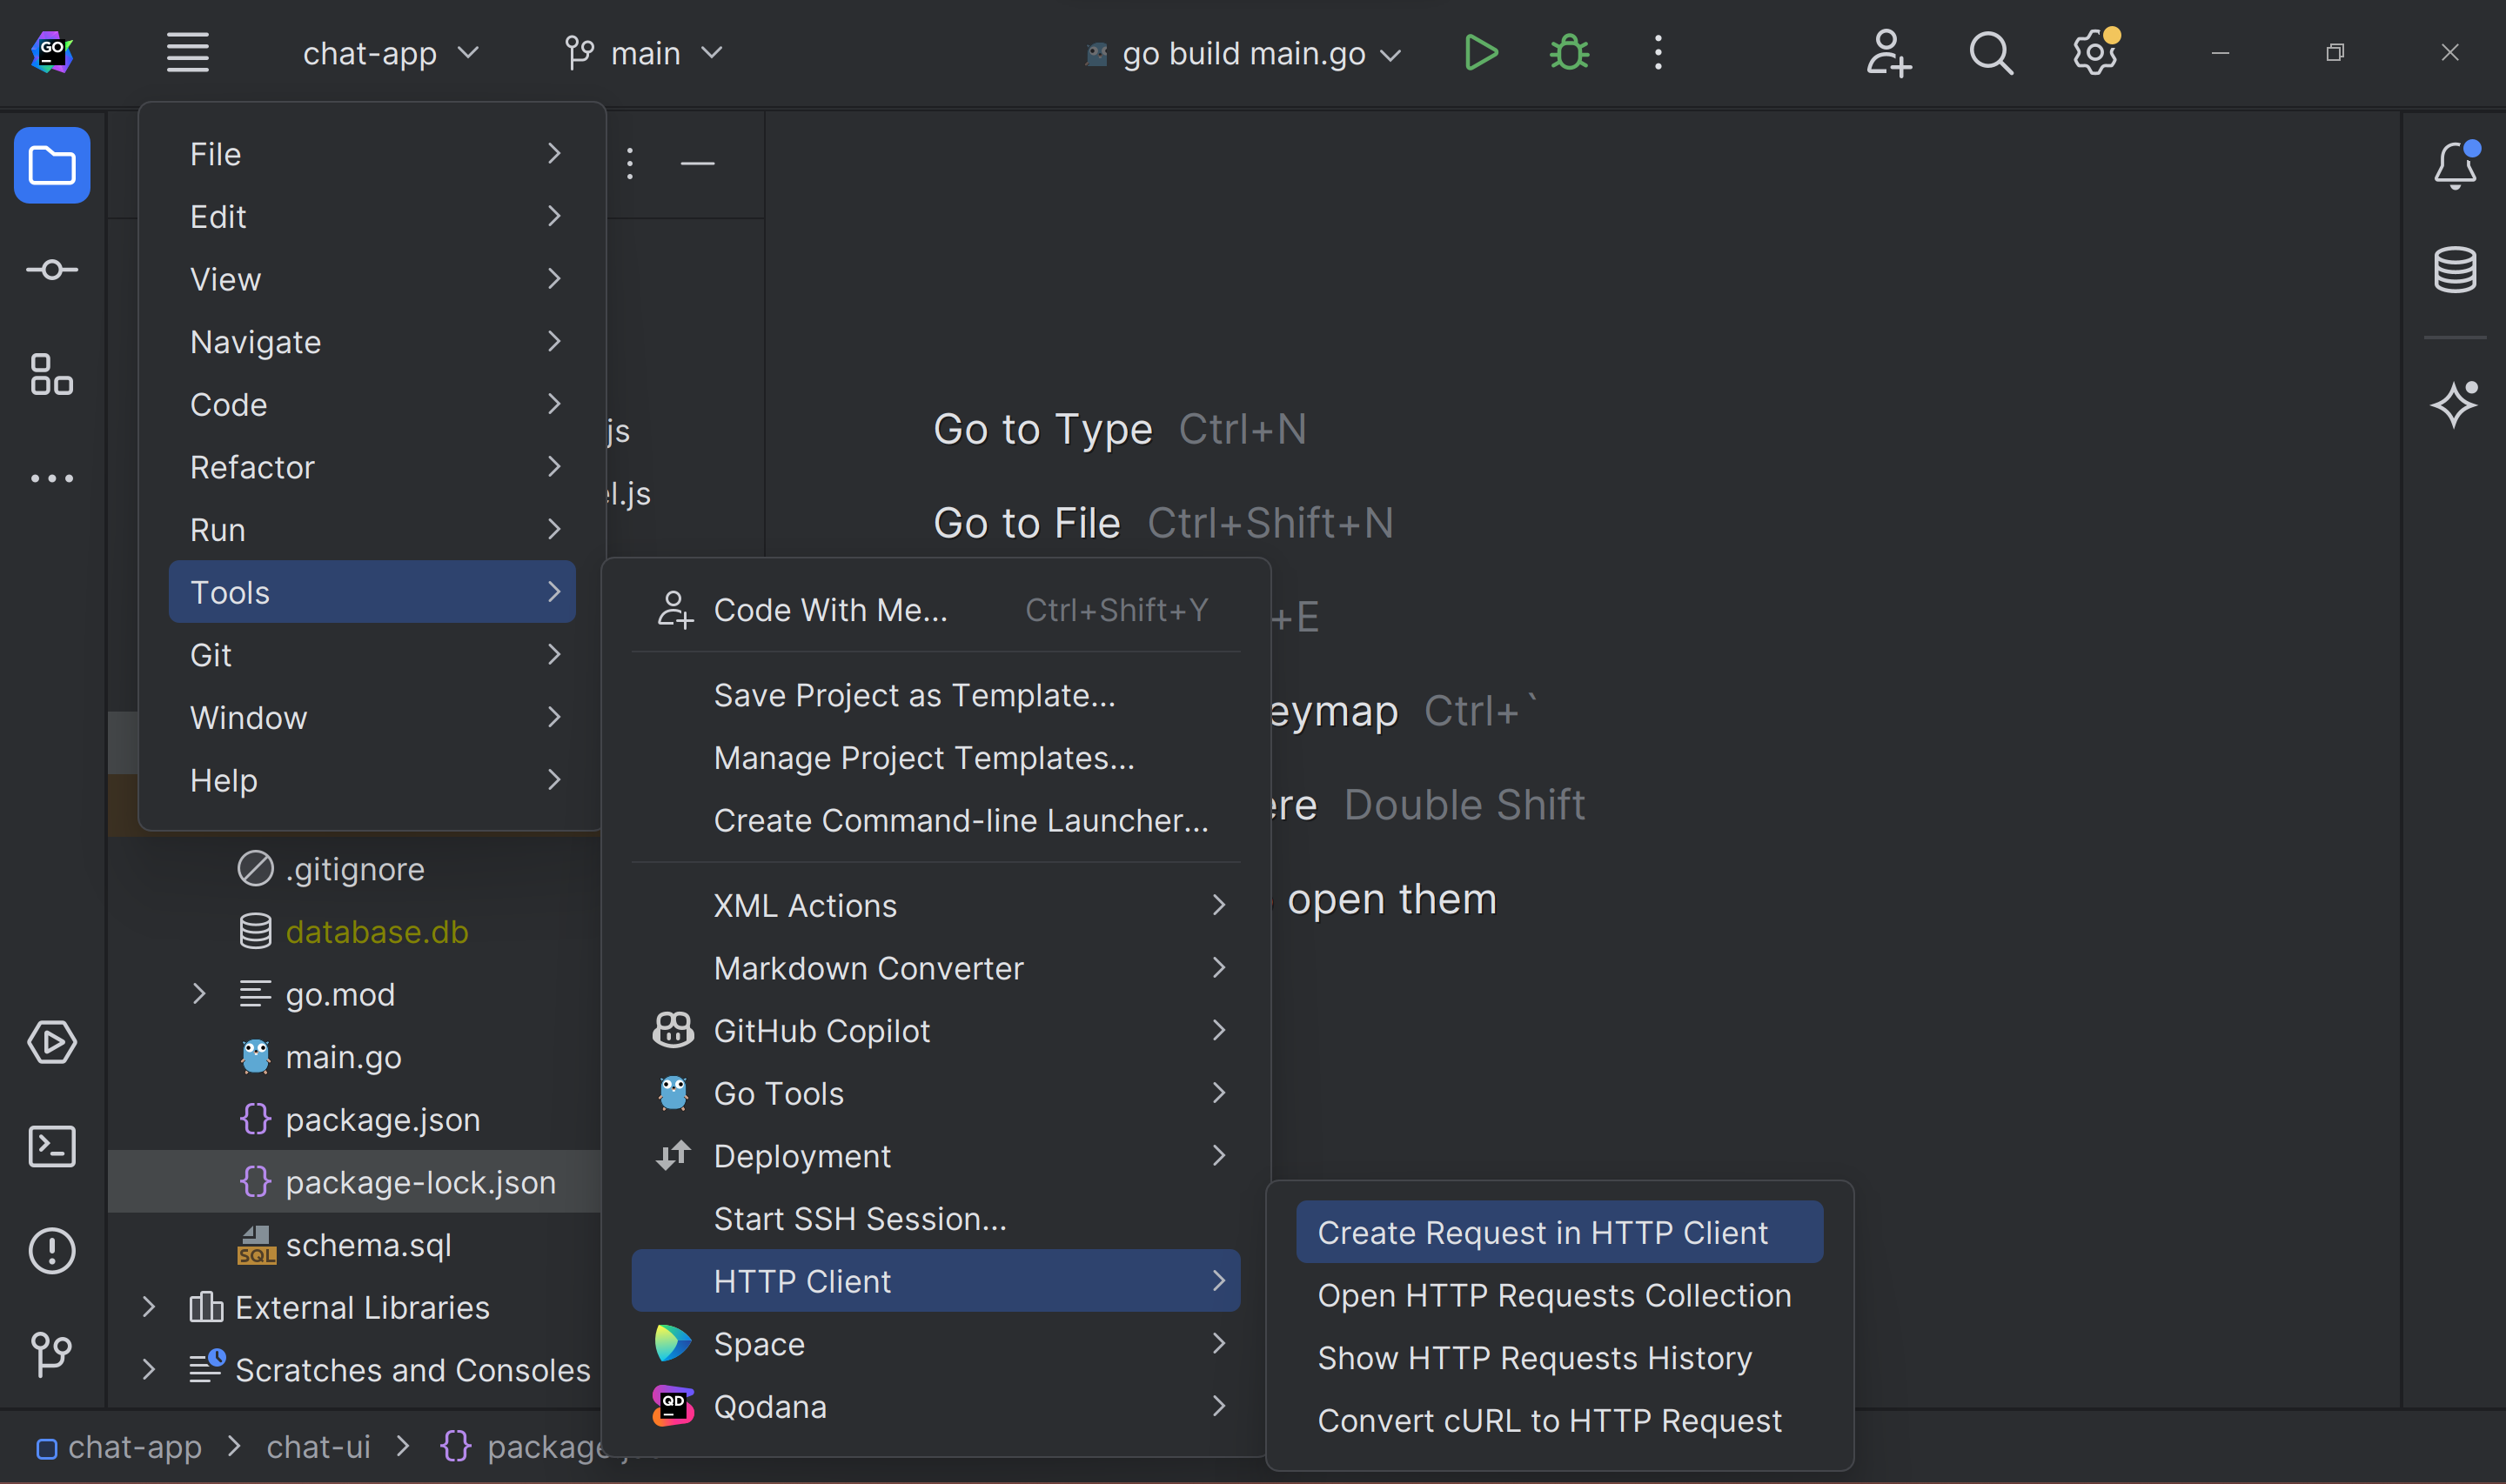 GO
chat-app
main
go build main.go
File
Edit
View
Navigate
Code
Refactor
Run
Tools
Git
Window
Help
js
l.js
Go to Type Ctrl+N
Go to File Ctrl+Shift+N
+E
eymap Ctrl+`
ere Double Shift
open them
Code With Me... Ctrl+Shift+Y
Save Project as Template...
Manage Project Templates...
Create Command-line Launcher...
XML Actions
Markdown Converter
GitHub Copilot
Go Tools
Deployment
Start SSH Session...
HTTP Client
Space
QD
Qodana
Create Request in HTTP Client
Open HTTP Requests Collection
Show HTTP Requests History
Convert cURL to HTTP Request
.gitignore
database.db
go.mod
main.go
package.json
package-lock.json
SQL
schema.sql
External Libraries
Scratches and Consoles
chat-app
chat-ui
package